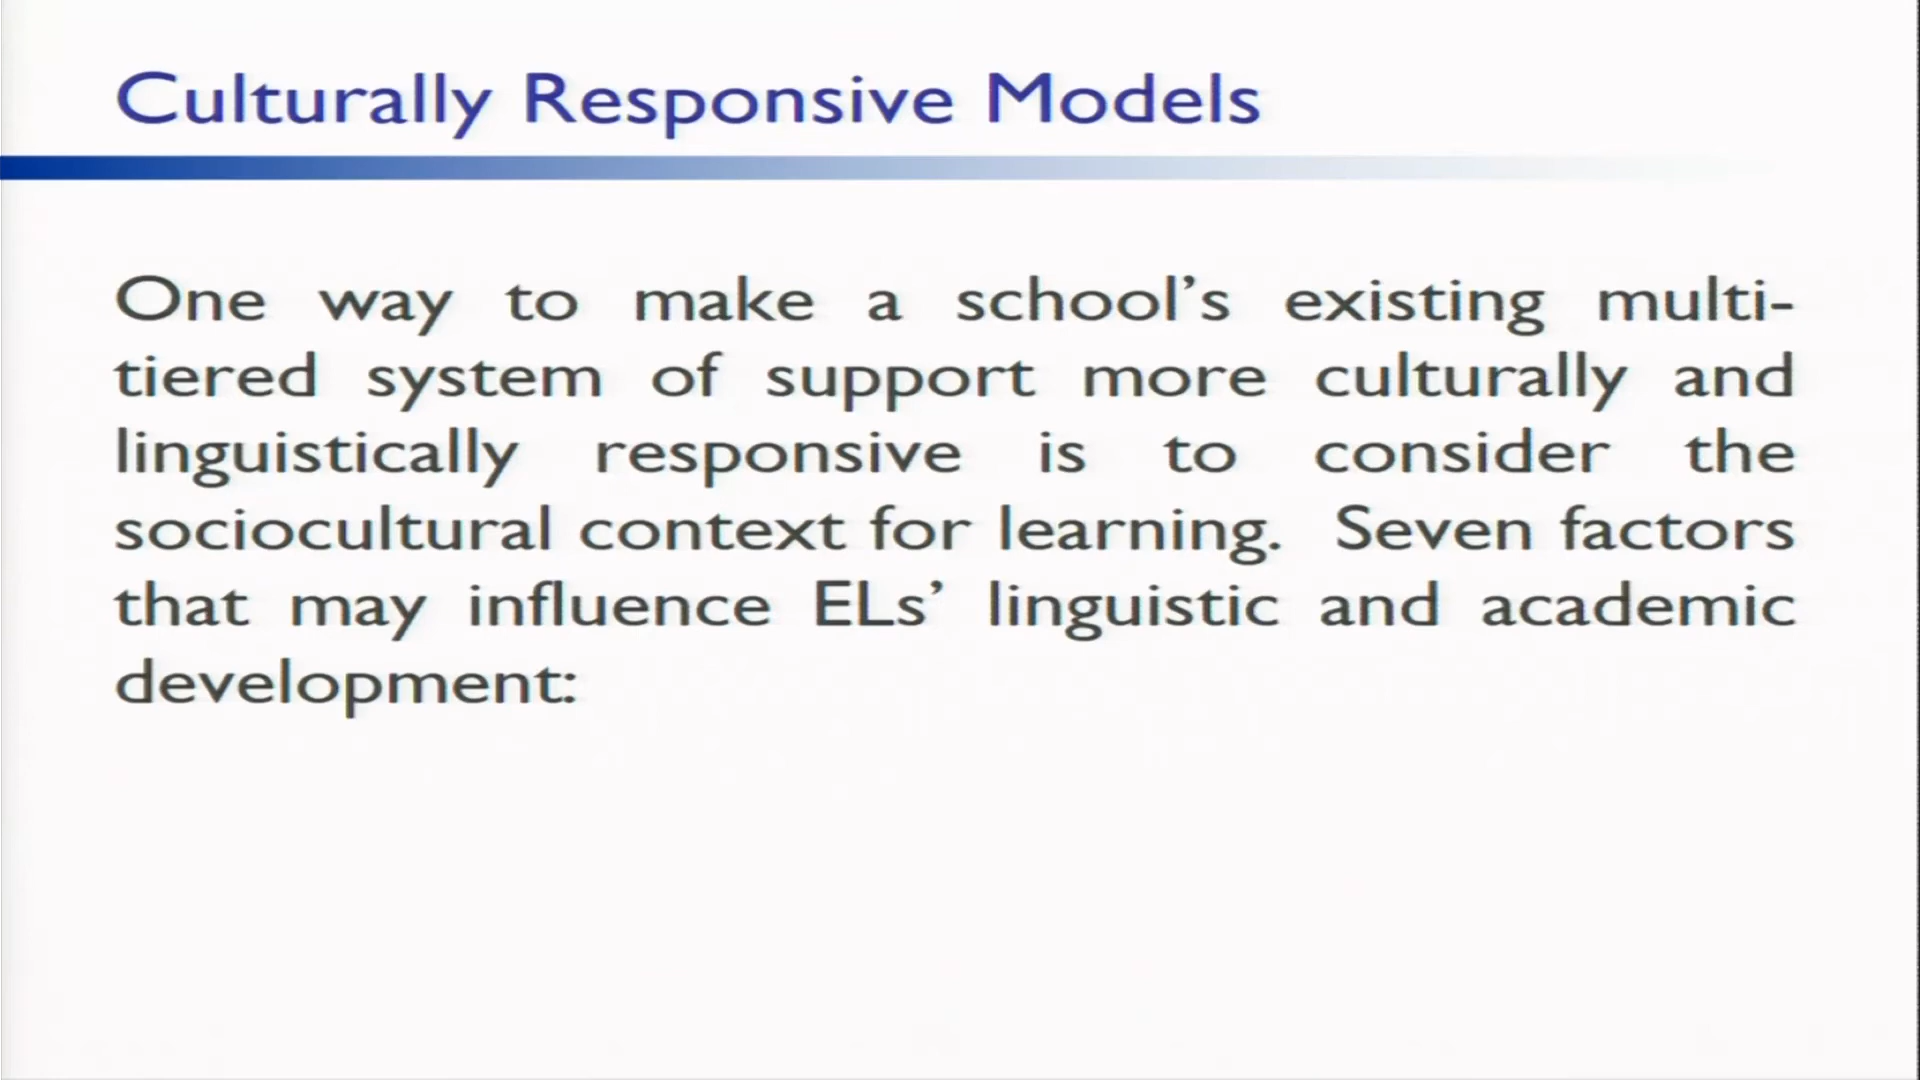 Culturally Responsive Models
One way to make a school’s existing multi-
tiered system of support more culturally and
linguistically responsive is to consider the
sociocultural context for learning.  Seven factors
that may influence ELs’ linguistic and academic
development: